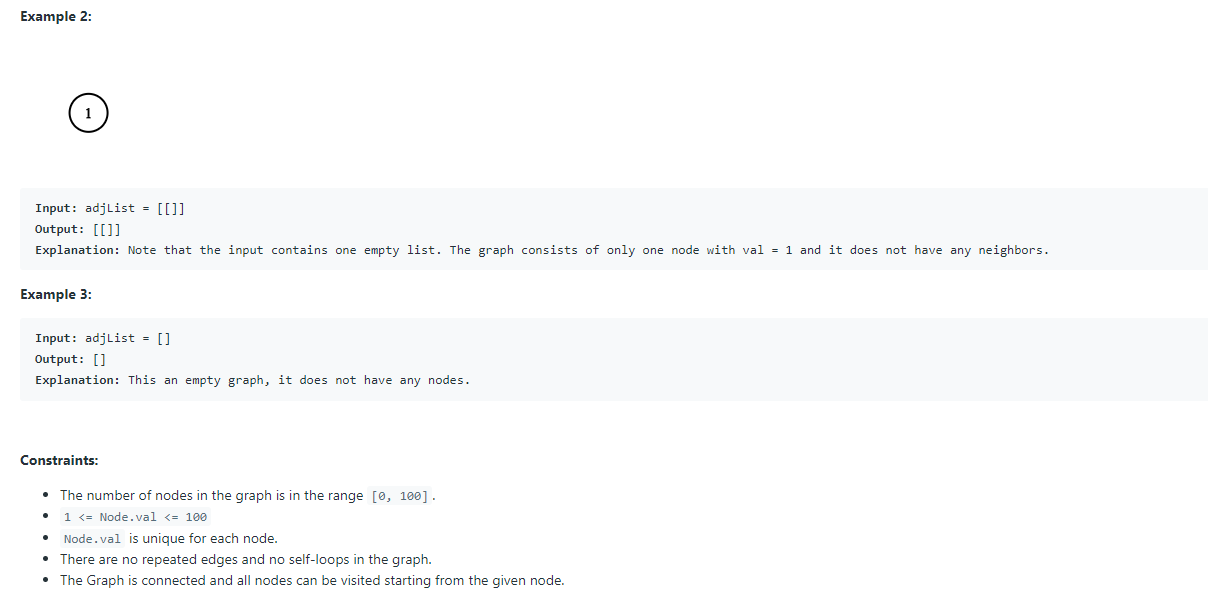 Example 2:
1
Input: adjList = [[]]
Output: [[]]
Explanation: Note that the input contains one empty list. The graph consists of only one node with val = 1 and it does not have any neighbors.
Example 3:
Input: adjList = []
Output: []
Explanation: This an empty graph, it does not have any nodes.
Constraints:
• The number of nodes in the graph is in the range [0, 100].
• 1 <= Node.val <= 100
• Node.val is unique for each node.
• There are no repeated edges and no self-loops in the graph.
• The Graph is connected and all nodes can be visited starting from the given node.